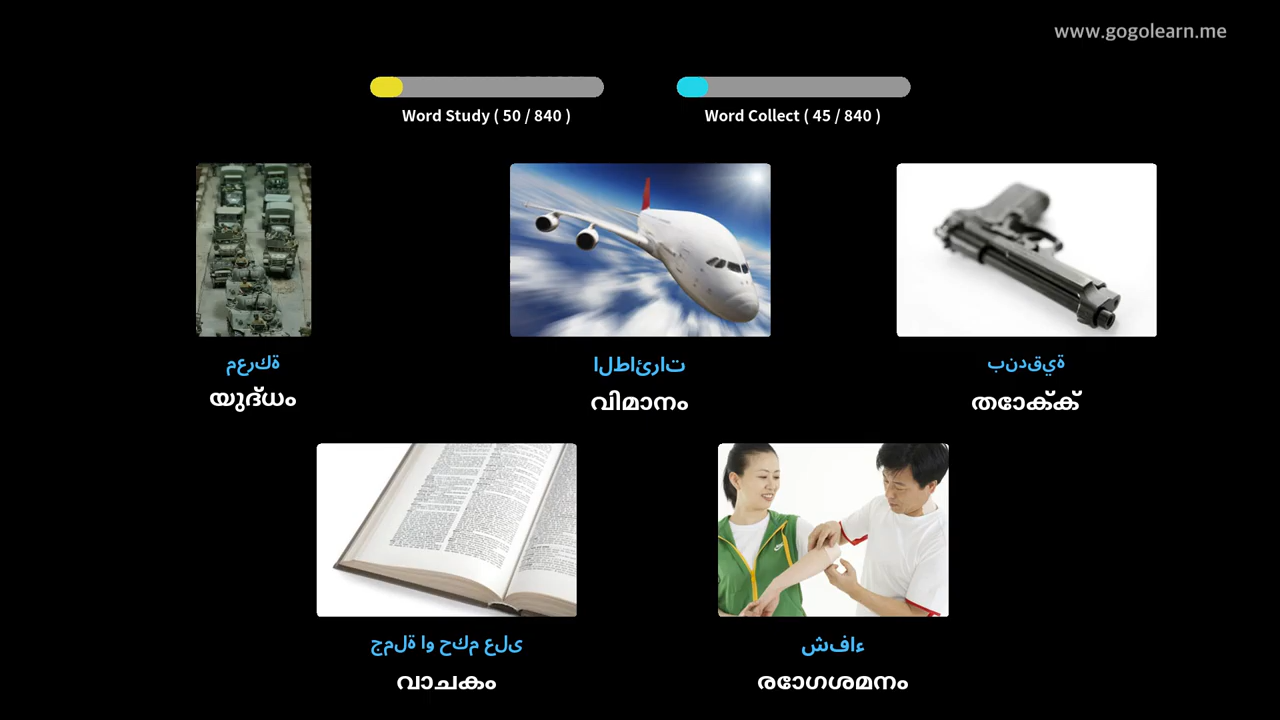 www.gogolearn.me
Word Study ( 50 / 840 )
Word Collect ( 45 / 840 )
معركة
യുദ്ധം
الطائرات
വിമാനം
بندقية
തോക്ക്
جملة او حكم على
വാചകം
شفاء
രോഗശമനം